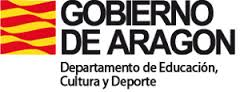 GOBIERNO
DE ARAGON
Departamento de Educación,
Cultura y Deporte